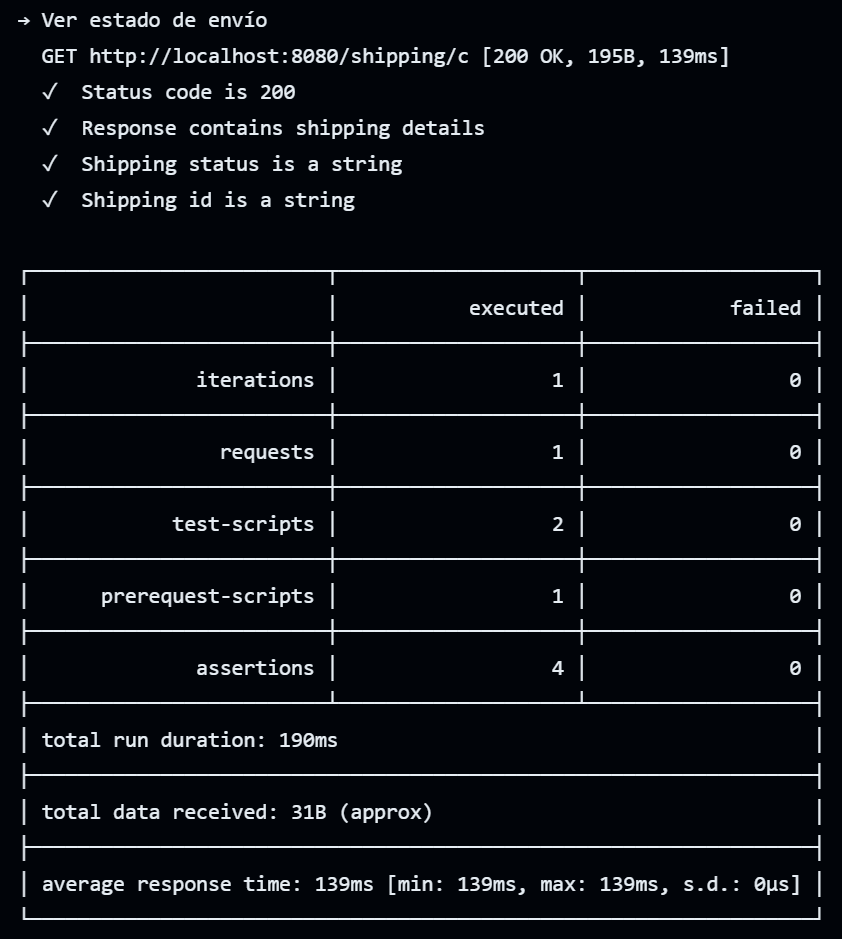 → Ver estado de envío
GET http://localhost:8080/shipping/c [200 OK, 195B, 139ms]
✓ Status code is 200
✓ Response contains shipping details
✓ Shipping status is a string
✓ Shipping id is a string
executed failed
iterations 1 0
requests 1 0
test-scripts 2 0
prerequest-scripts 1 0
assertions 4 0
total run duration: 190ms
total data received: 31B (approx)
average response time: 139ms [min: 139ms, max: 139ms, s.d.: 0µs]